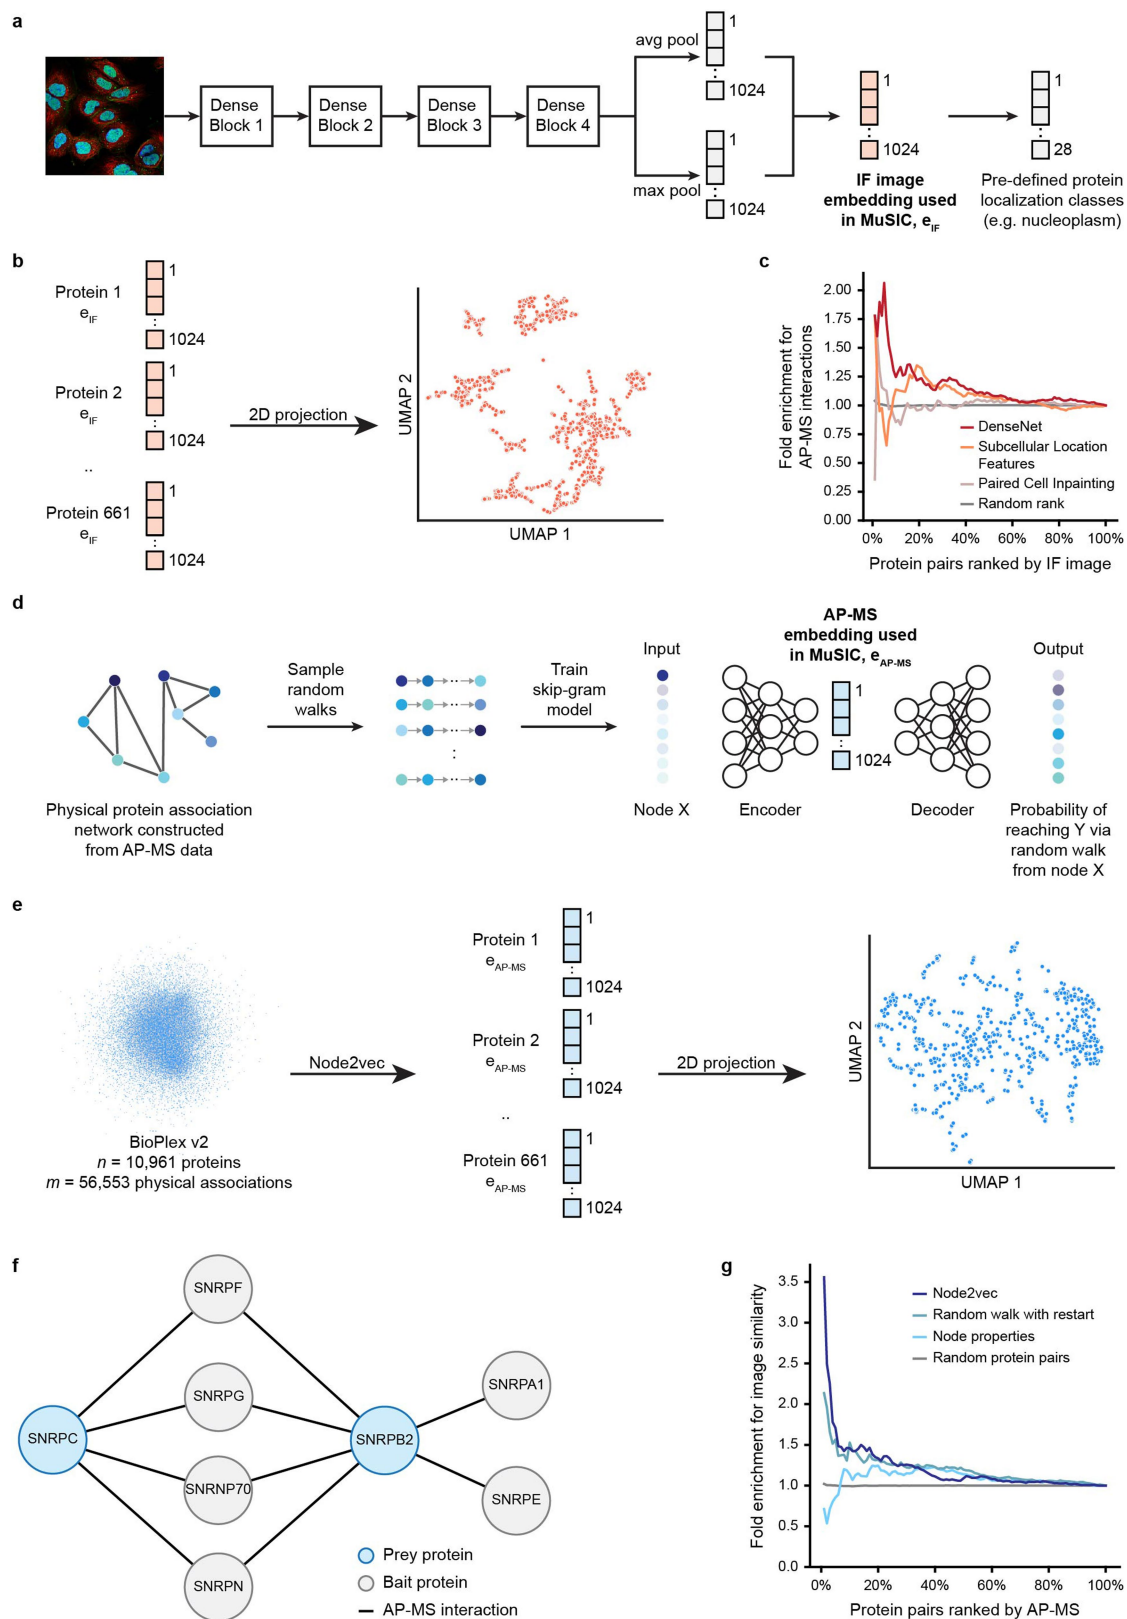 a
Dense
Block 1
Dense
Block 2
Dense
Block 3
Dense
Block 4
avg pool
max pool
1
1024
1
1024
1
1024
IF image
embedding used
in MuSIC, e_IF
1
28
Pre-defined protein
localization classes
(e.g. nucleoplasm)
b
Protein 1
e_IF
1
1024
Protein 2
e_IF
1
1024
..
Protein 661
e_IF
1
1024
2D projection
UMAP 2
UMAP 1
c
Fold enrichment for
AP-MS interactions
2.00
1.75
1.50
1.25
1.00
0.75
0.50
0.25
0.00
DenseNet
Subcellular Location
Features
Paired Cell Inpainting
Random rank
0% 20% 40% 60% 80% 100%
Protein pairs ranked by IF image
d
Physical protein association
network constructed
from AP-MS data
Sample
random
walks
Train
skip-gram
model
Input
Node X
Encoder
AP-MS
embedding used
in MuSIC, e_AP-MS
1
1024
Decoder
Output
Probability of
reaching Y via
random walk
from node X
e
BioPlex v2
n = 10,961 proteins
m = 56,553 physical associations
Node2vec
Protein 1
e_AP-MS
1
1024
Protein 2
e_AP-MS
1
1024
..
Protein 661
e_AP-MS
1
1024
2D projection
UMAP 2
UMAP 1
f
SNRPF
SNRPG
SNRPC
SNRPB2
SNRPA1
SNRNP70
SNRPE
SNRPN
Prey protein
Bait protein
AP-MS interaction
g
Fold enrichment for image similarity
3.5
3.0
2.5
2.0
1.5
1.0
0.5
0.0
Node2vec
Random walk with restart
Node properties
Random protein pairs
0% 20% 40% 60% 80% 100%
Protein pairs ranked by AP-MS